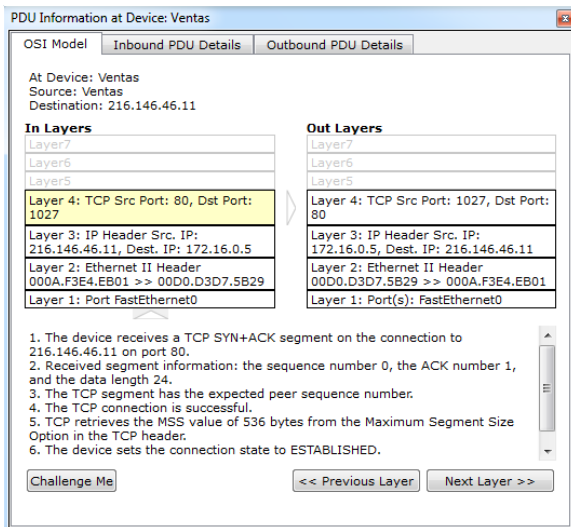 PDU Information at Device: Ventas
OSI Model
Inbound PDU Details
Outbound PDU Details
At Device: Ventas
Source: Ventas
Destination: 216.146.46.11
In Layers
Layer7
Layer6
Layer5
Layer 4: TCP Src Port: 80, Dst Port:
1027
Layer 3: IP Header Src. IP:
216.146.46.11, Dest. IP: 172.16.0.5
Layer 2: Ethernet II Header
000A.F3E4.EB01 >> 00D0.D3D7.5B29
Layer 1: Port FastEthernet0
Out Layers
Layer7
Layer6
Layer5
Layer 4: TCP Src Port: 1027, Dst Port:
80
Layer 3: IP Header Src. IP:
172.16.0.5, Dest. IP: 216.146.46.11
Layer 2: Ethernet II Header
00D0.D3D7.5B29 >> 000A.F3E4.EB01
Layer 1: Port(s): FastEthernet0
1. The device receives a TCP SYN+ACK segment on the connection to
216.146.46.11 on port 80.
2. Received segment information: the sequence number 0, the ACK number 1,
and the data length 24.
3. The TCP segment has the expected peer sequence number.
4. The TCP connection is successful.
5. TCP retrieves the MSS value of 536 bytes from the Maximum Segment Size
Option in the TCP header.
6. The device sets the connection state to ESTABLISHED.
Challenge Me
<< Previous Layer
Next Layer >>